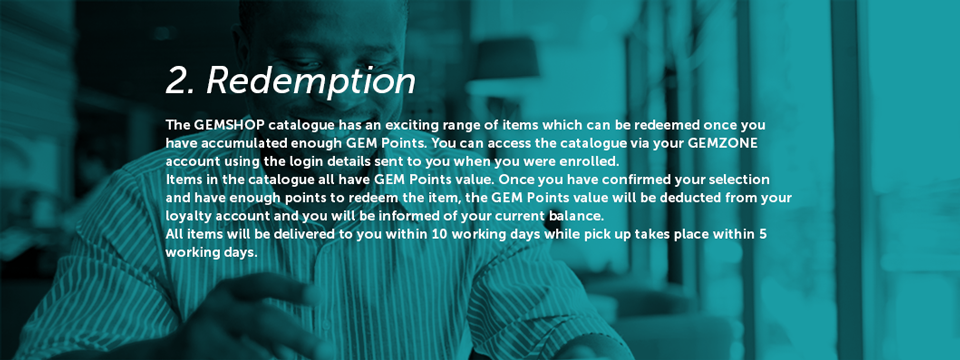 2. Redemption
The GEMSHOP catalogue has an exciting range of items which can be redeemed once you
have accumulated enough GEM Points. You can access the catalogue via your GEMZONE
account using the login details sent to you when you were enrolled.
Items in the catalogue all have GEM Points value. Once you have confirmed your selection
and have enough points to redeem the item, the GEM Points value will be deducted from your
loyalty account and you will be informed of your current balance.
All items will be delivered to you within 10 working days while pick up takes place within 5
working days.